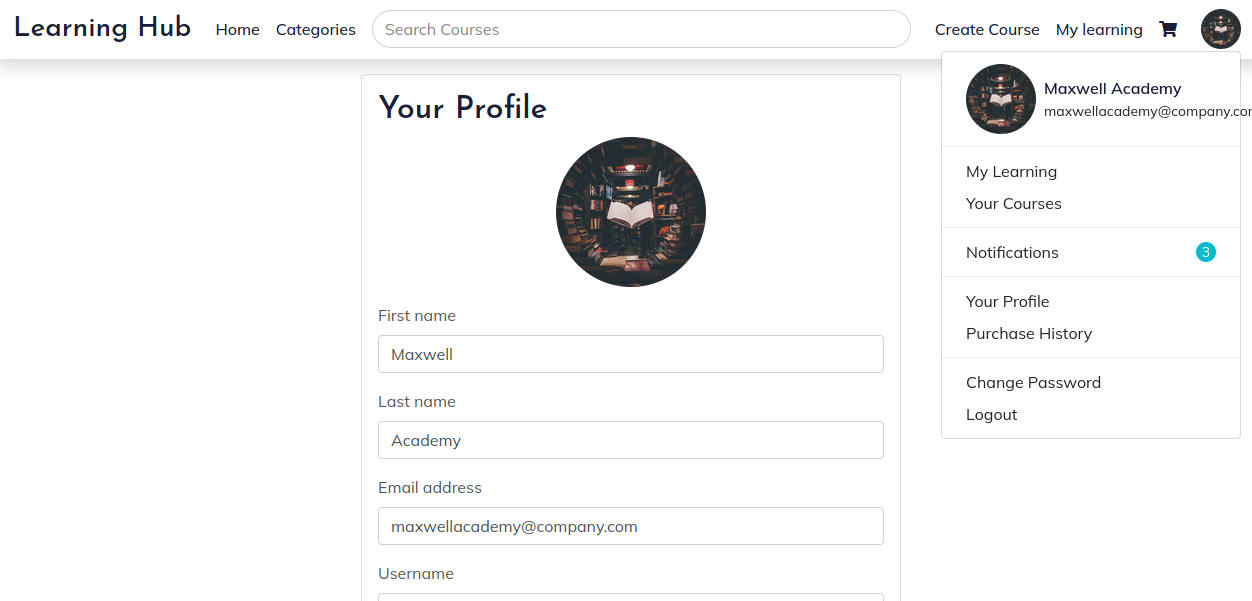 Learning Hub Home Categories Search Courses Create Course My learning
Your Profile
First name
Maxwell
Last name
Academy
Email address
maxwellacademy@company.com
Username
Maxwell Academy
maxwellacademy@company.com
My Learning
Your Courses
Notifications 3
Your Profile
Purchase History
Change Password
Logout